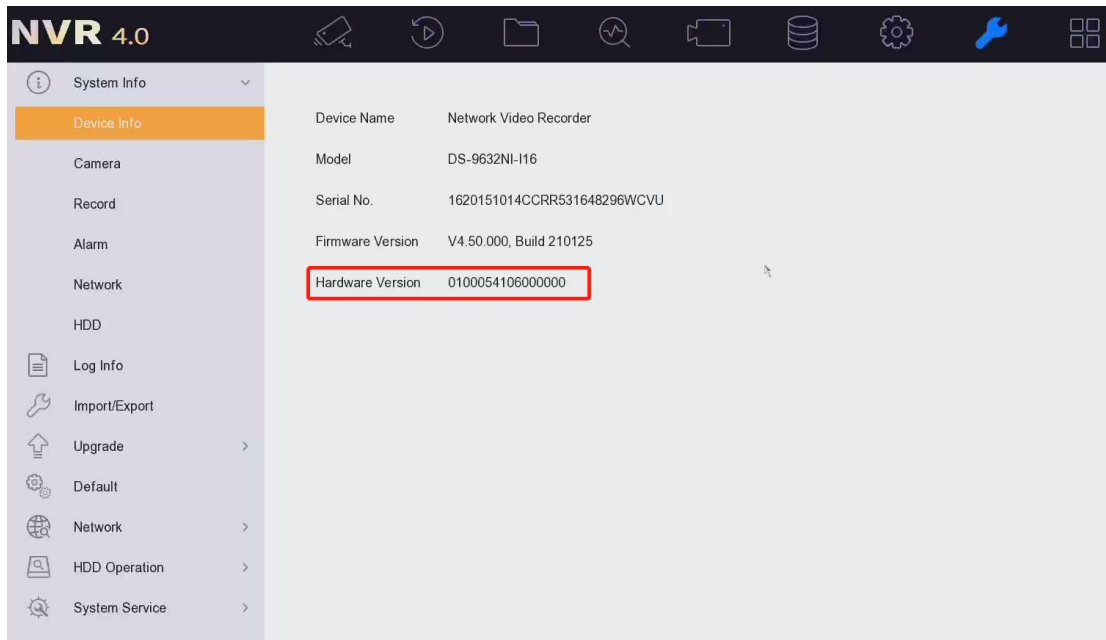 NVR 4.0
System Info
Device Info
Camera
Record
Alarm
Network
HDD
Log Info
Import/Export
Upgrade
Default
Network
HDD Operation
System Service
Device Name Network Video Recorder
Model DS-9632NI-I16
Serial No. 1620151014CCRR531648296WCVU
Firmware Version V4.50.000, Build 210125
Hardware Version 0100054106000000